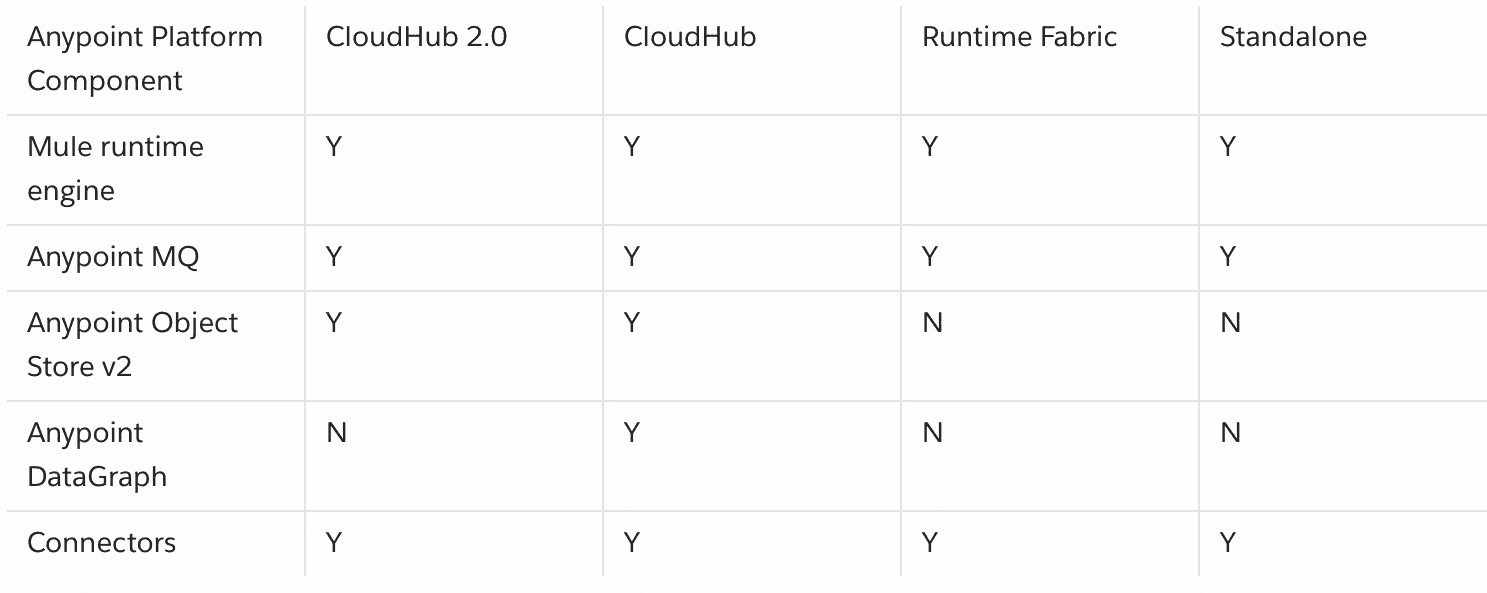 Anypoint Platform Component CloudHub 2.0 CloudHub Runtime Fabric Standalone
Mule runtime engine Y Y Y Y
Anypoint MQ Y Y Y Y
Anypoint Object Store v2 Y Y N N
Anypoint DataGraph N Y N N
Connectors Y Y Y Y